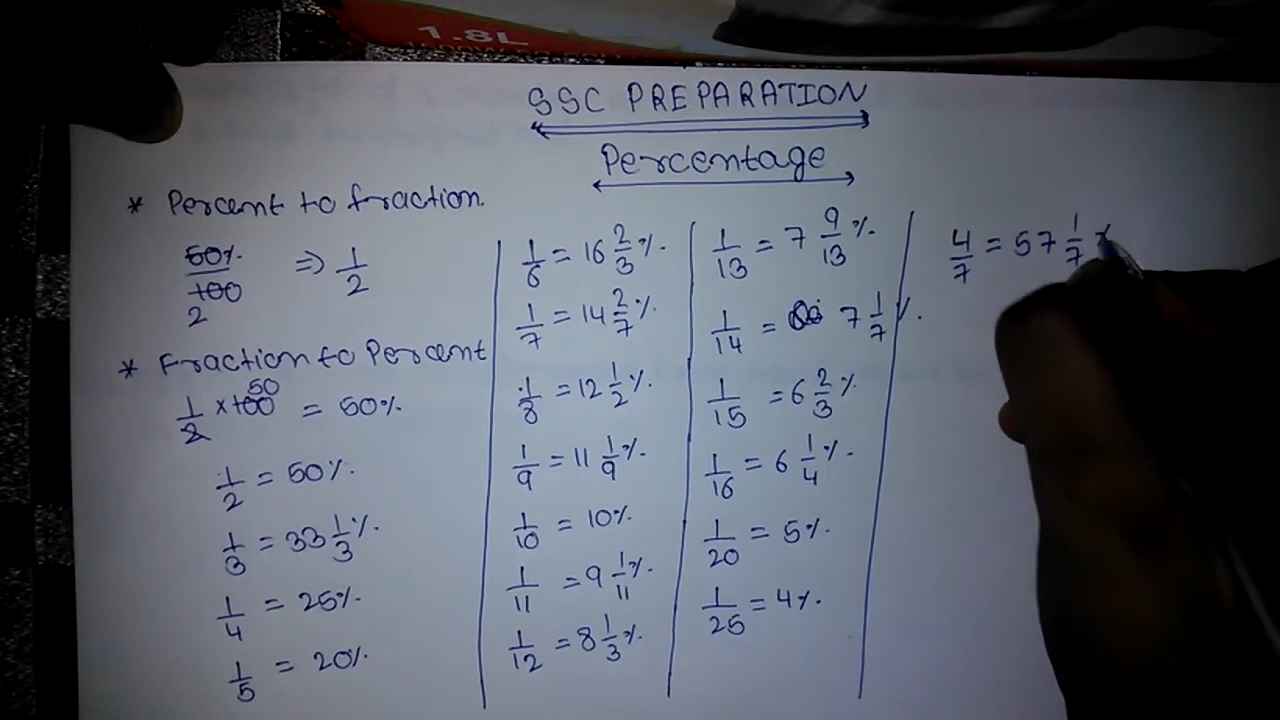 1.8L
SSC PREPARATION
Percentage
* Percent to fraction.
50%/100 2 => 1/2
* Fraction to Percent
1/2 × 100 50 = 50%
1/2 = 50%.
1/3 = 33 1/3%.
1/4 = 25%.
1/5 = 20%.
1/6 = 16 2/3%.
1/7 = 14 2/7%.
1/8 = 12 1/2%.
1/9 = 11 1/9%.
1/10 = 10%.
1/11 = 9 1/11%.
1/12 = 8 1/3%.
1/13 = 7 9/13%.
1/14 = 7 1/7%.
1/15 = 6 2/3%.
1/16 = 6 1/4%.
1/20 = 5%.
1/25 = 4%.
4/7 = 57 1/7%